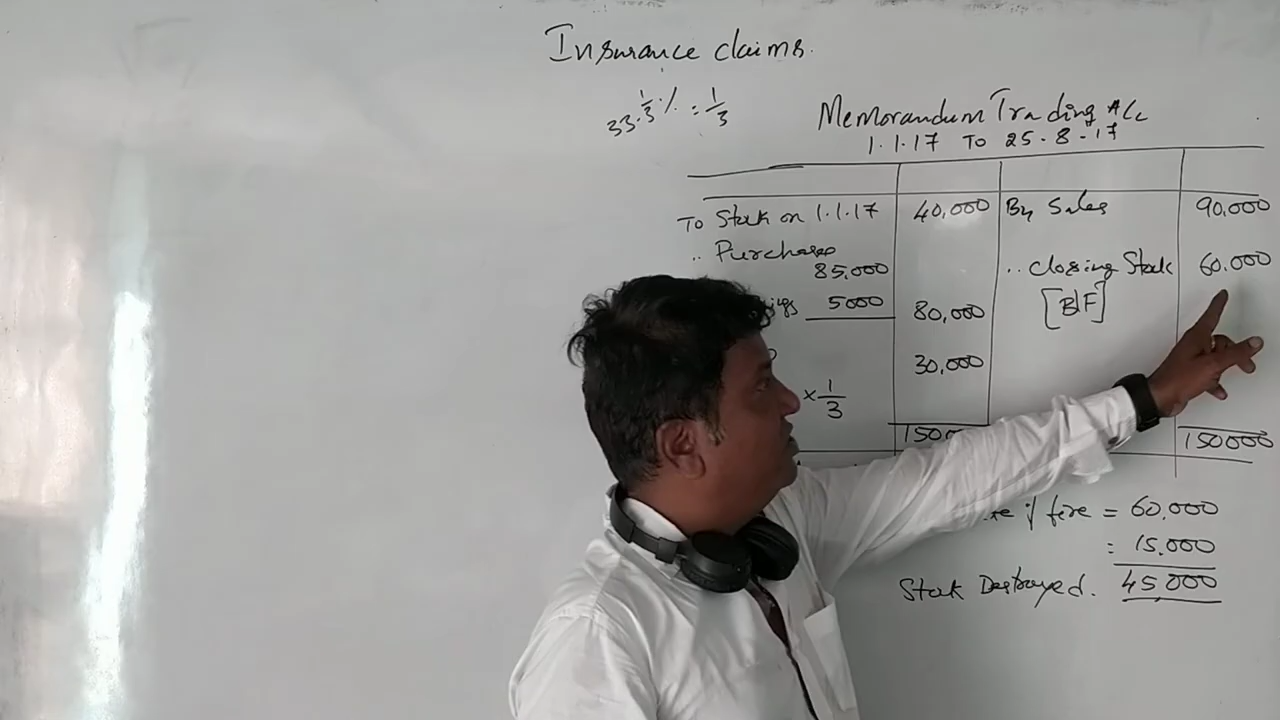 Insurance claims.
33 1/3 % = 1/3
Memorandum Trading A/c
1.1.17 To 25-8-17
To Stock on 1.1.17 40,000 By Sales 90,000
.. Purchases
85,000 .. Closing Stock 60,000
5000 80,000 [B/F]
30,000
× 1/3
150000
of fire = 60,000
= 15,000
Stock Destroyed. 45,000